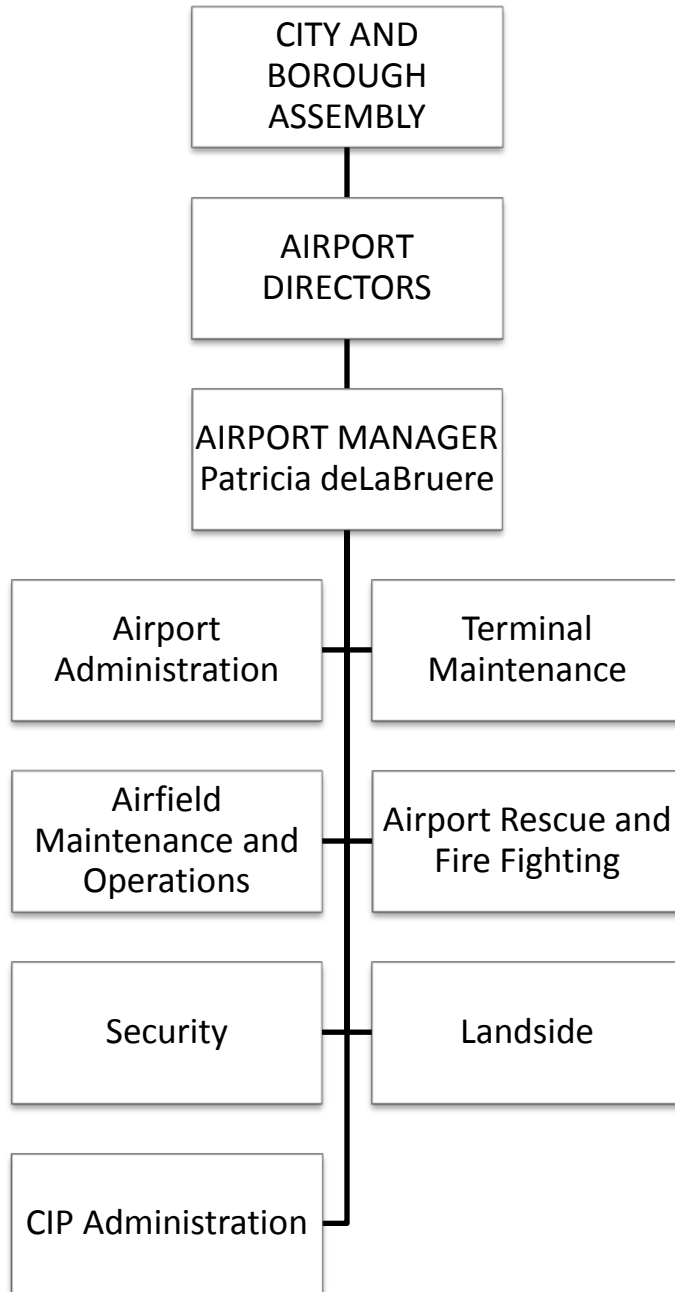 CITY AND
BOROUGH
ASSEMBLY
AIRPORT
DIRECTORS
AIRPORT MANAGER
Patricia deLaBruere
Airport
Administration
Terminal
Maintenance
Airfield
Maintenance and
Operations
Airport Rescue and
Fire Fighting
Security
Landside
CIP Administration